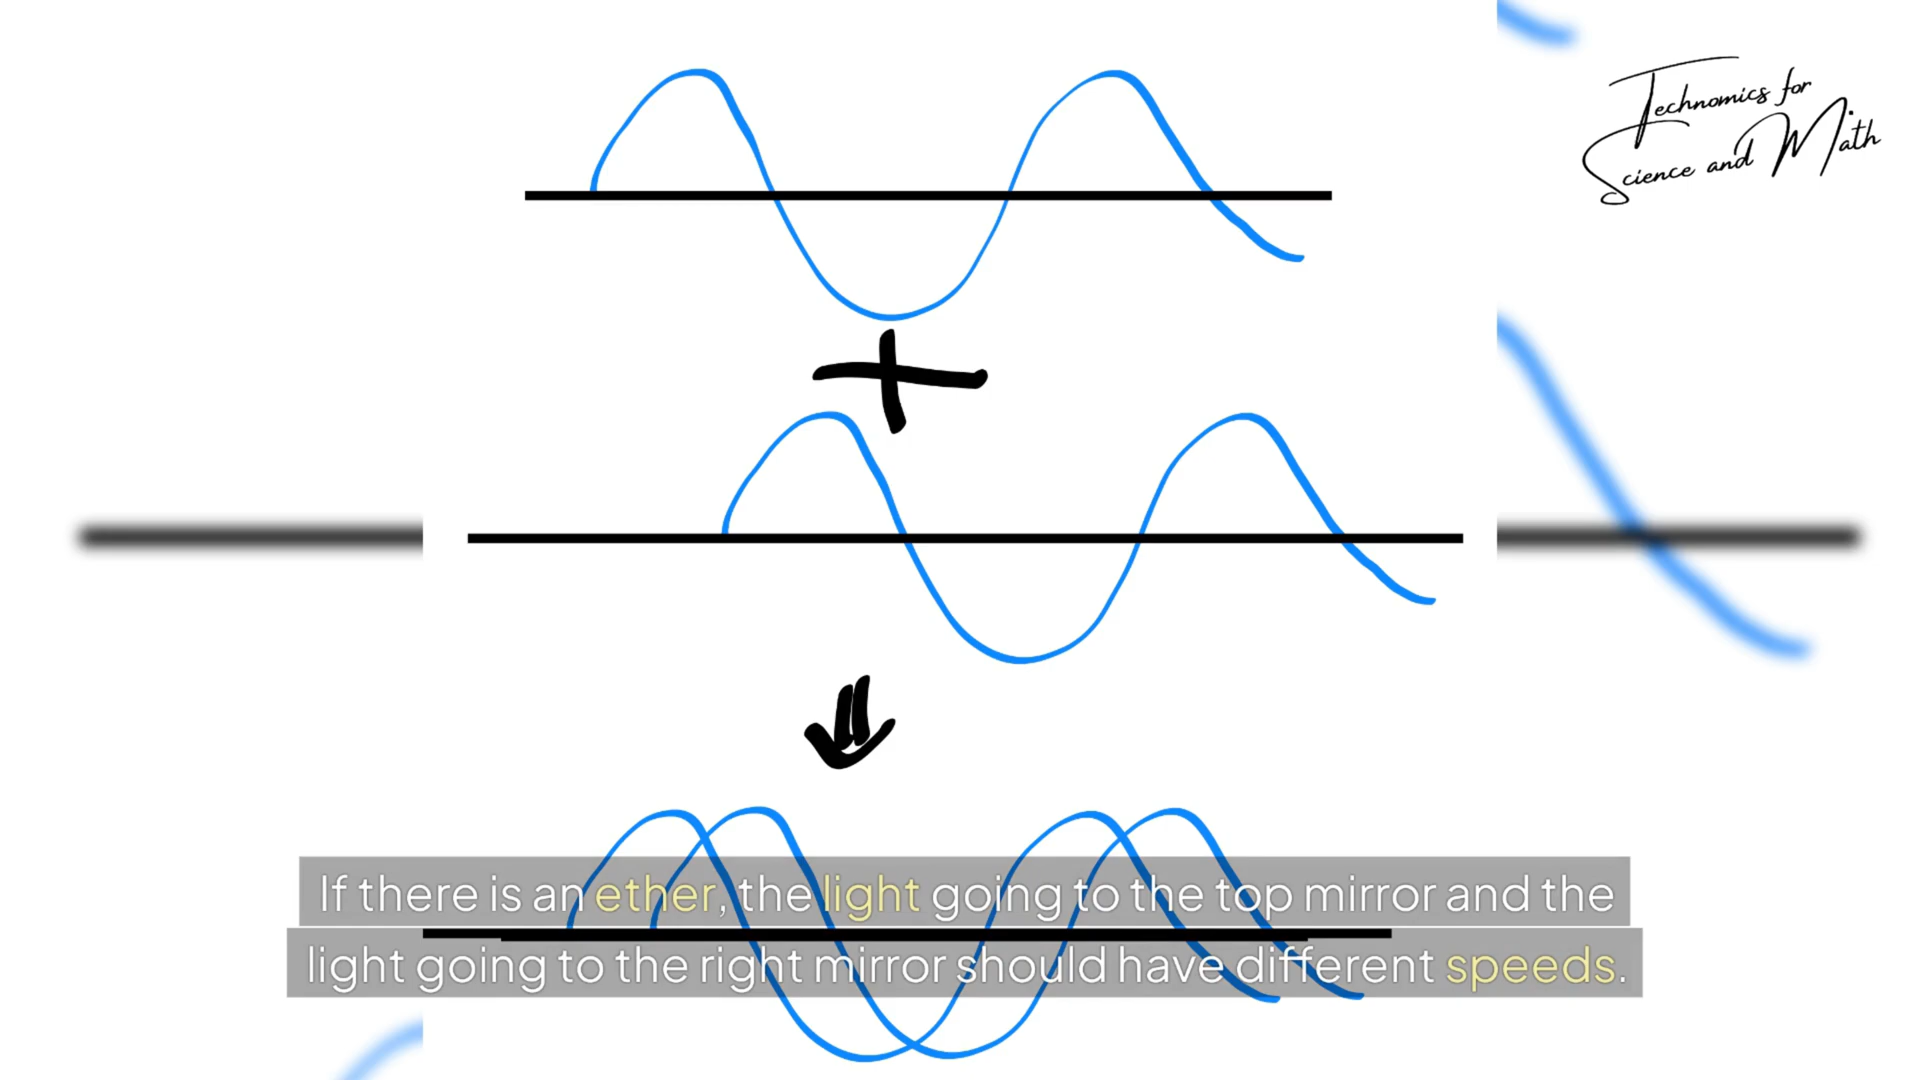 Technomics for
Science and Math
If there is an ether, the light going to the top mirror and the
light going to the right mirror should have different speeds.